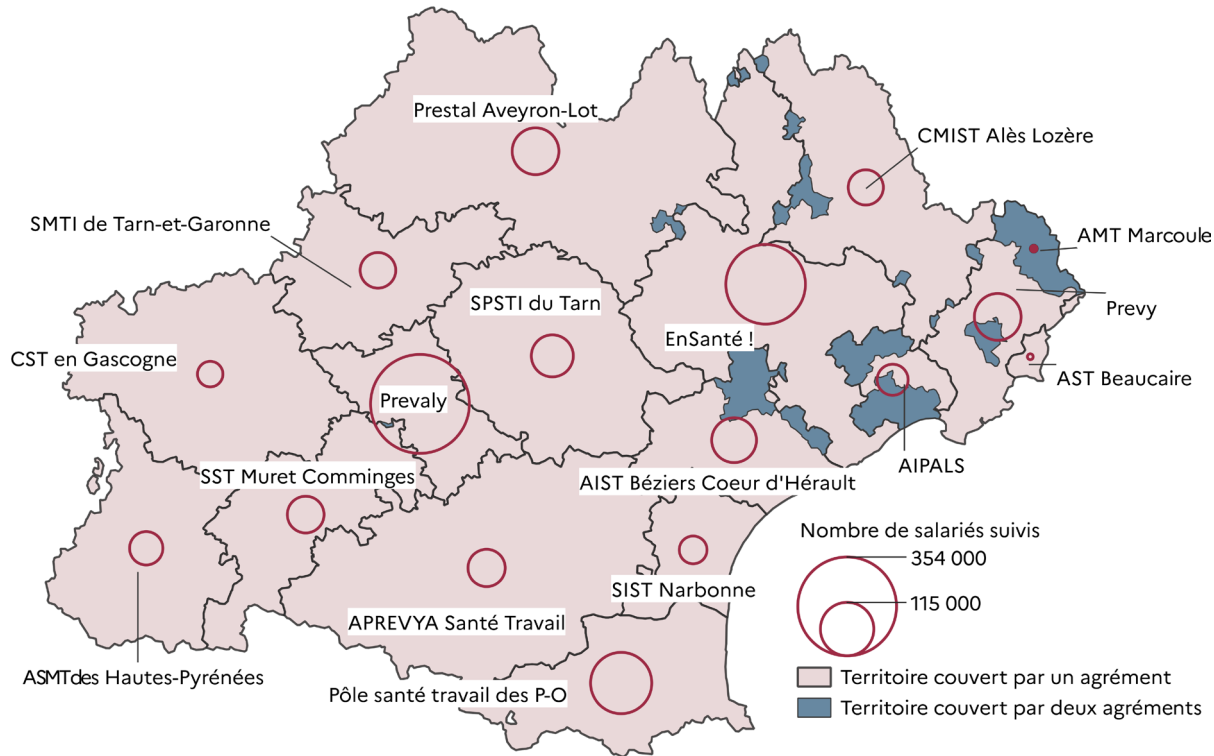 Prestal Aveyron-Lot
CMIST Alès Lozère
SMTI de Tarn-et-Garonne
AMT Marcoule
SPSTI du Tarn
Prevy
EnSanté !
CST en Gascogne
AST Beaucaire
Prevaly
AIPALS
SST Muret Comminges
AIST Béziers Coeur d'Hérault
Nombre de salariés suivis
354 000
SIST Narbonne
115 000
APREVYA Santé Travail
ASMTdes Hautes-Pyrénées
Territoire couvert par un agrément
Pôle santé travail des P-O
Territoire couvert par deux agréments